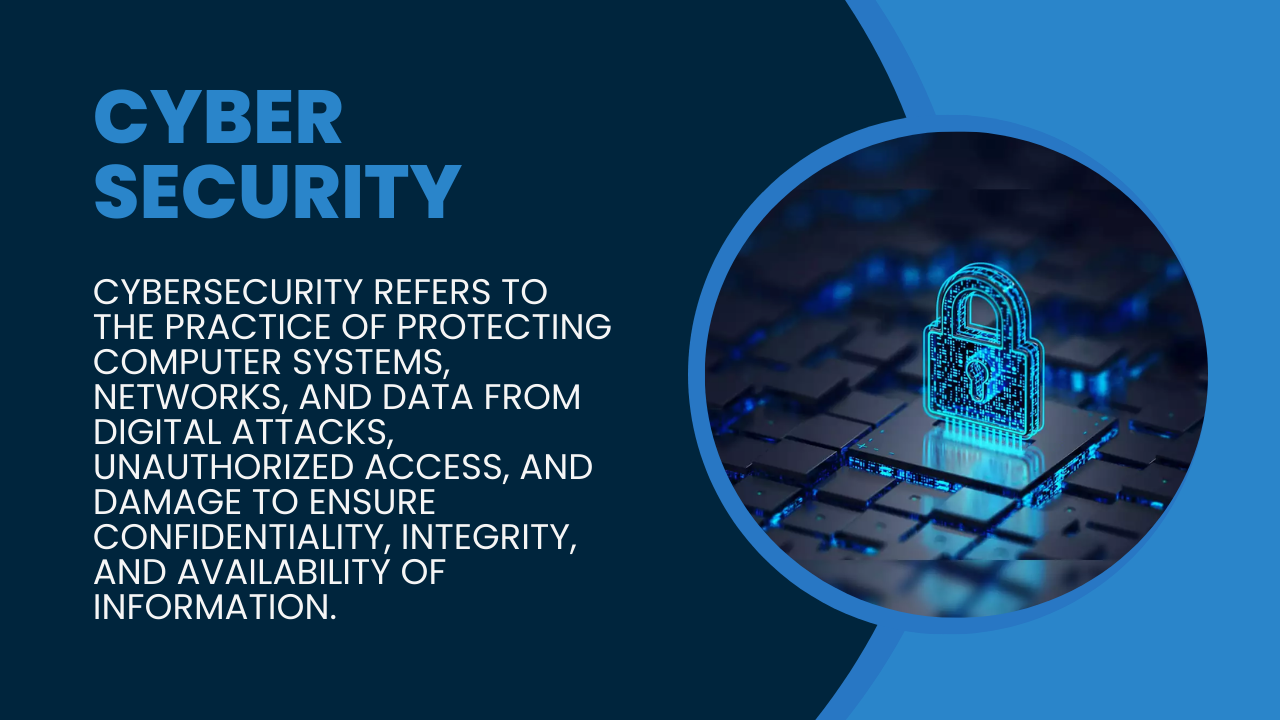 CYBER
SECURITY
CYBERSECURITY REFERS TO
THE PRACTICE OF PROTECTING
COMPUTER SYSTEMS,
NETWORKS, AND DATA FROM
DIGITAL ATTACKS,
UNAUTHORIZED ACCESS, AND
DAMAGE TO ENSURE
CONFIDENTIALITY, INTEGRITY,
AND AVAILABILITY OF
INFORMATION.